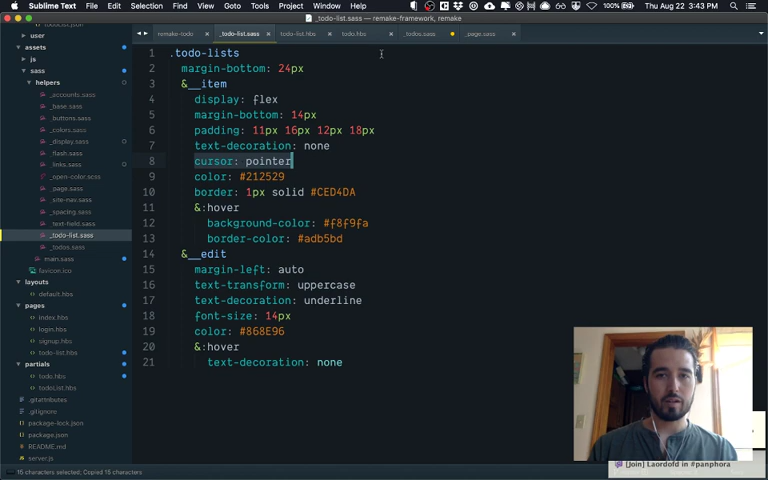 Sublime Text File Edit Selection Find View Goto Tools Project Window Help 100% Thu Aug 22 3:43 PM
_todo-list.sass — remake-framework, remake
remake-todo _todo-list.sass todo-list.hbs todo.hbs _todos.sass _page.sass
user
assets
js
sass
helpers
_accounts.sass
_base.sass
_buttons.sass
_colors.sass
_display.sass
_flash.sass
_links.sass
_open-color.scss
_page.sass
_site-nav.sass
_spacing.sass
_text-field.sass
_todo-list.sass
_todos.sass
main.sass
favicon.ico
layouts
default.hbs
pages
index.hbs
login.hbs
signup.hbs
todo-list.hbs
partials
todo.hbs
todoList.hbs
.gitattributes
.gitignore
package-lock.json
package.json
README.md
server.js
1 .todo-lists
2 margin-bottom: 24px
3 &__item
4 display: flex
5 margin-bottom: 14px
6 padding: 11px 16px 12px 18px
7 text-decoration: none
8 cursor: pointer
9 color: #212529
10 border: 1px solid #CED4DA
11 &:hover
12 background-color: #f8f9fa
13 border-color: #adb5bd
14 &__edit
15 margin-left: auto
16 text-transform: uppercase
17 text-decoration: underline
18 font-size: 14px
19 color: #868E96
20 &:hover
21 text-decoration: none
15 characters selected; Copied 15 characters
[Join] Laordofd in #panphora